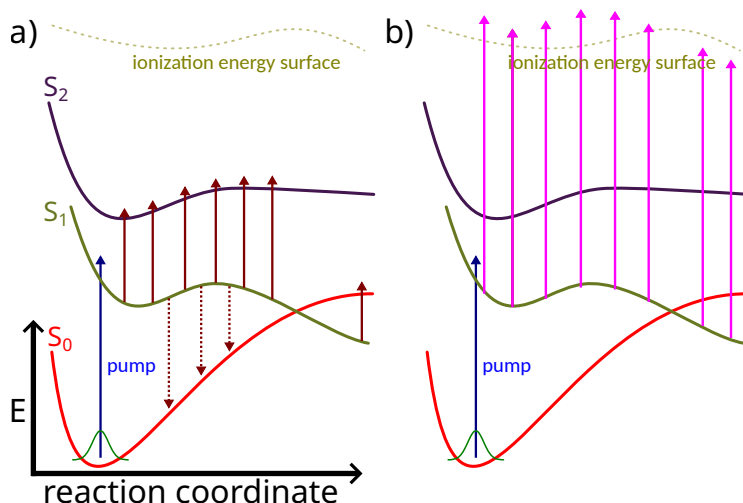 a)
ionization energy surface
S₂
S₁
S₀
pump
E
reaction coordinate
b)
ionization energy surface
pump